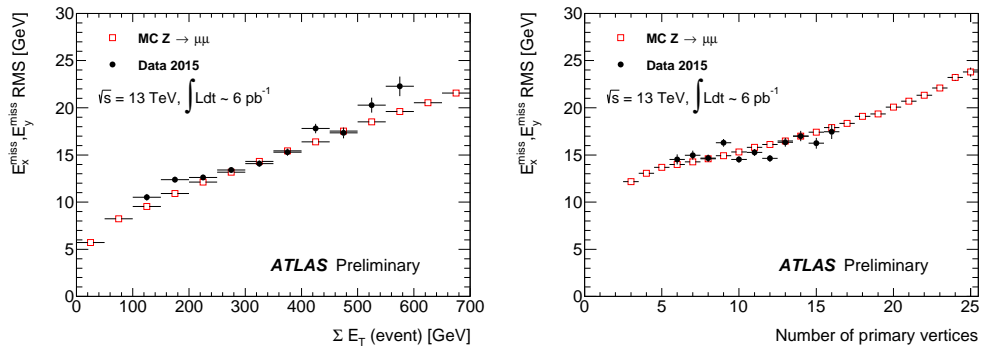 E_x^miss,E_y^miss RMS [GeV]
30
25
20
15
10
5
0
MC Z → μμ
Data 2015
√s = 13 TeV, ∫Ldt ~ 6 pb⁻¹
ATLAS Preliminary
0 100 200 300 400 500 600 700
Σ E_T (event) [GeV]
E_x^miss,E_y^miss RMS [GeV]
30
25
20
15
10
5
0
MC Z → μμ
Data 2015
√s = 13 TeV, ∫Ldt ~ 6 pb⁻¹
ATLAS Preliminary
0 5 10 15 20 25
Number of primary vertices